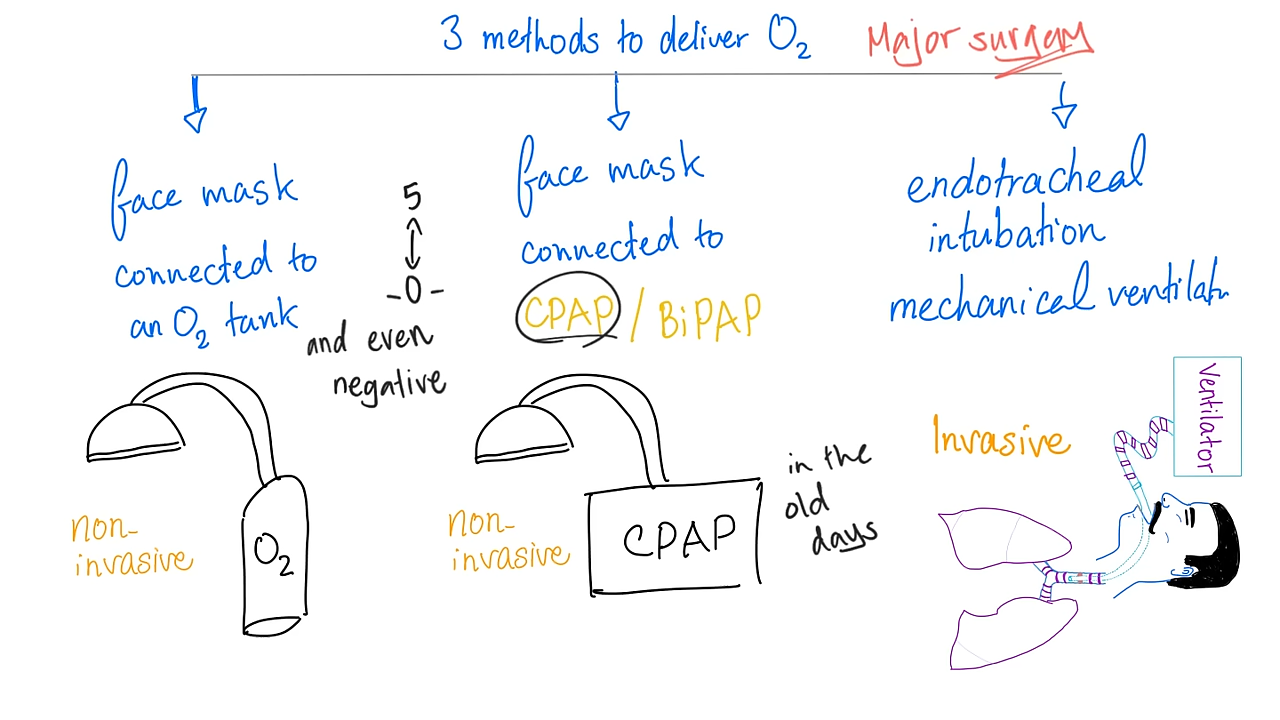 3 methods to deliver O₂ Major surgery
face mask
connected to
an O₂ tank
5
-0-
and even
negative
O₂
non-
invasive
face mask
connected to
CPAP / BiPAP
CPAP
non-
invasive
in the
old
days
endotracheal
intubation
mechanical ventilat
Invasive
Ventilator